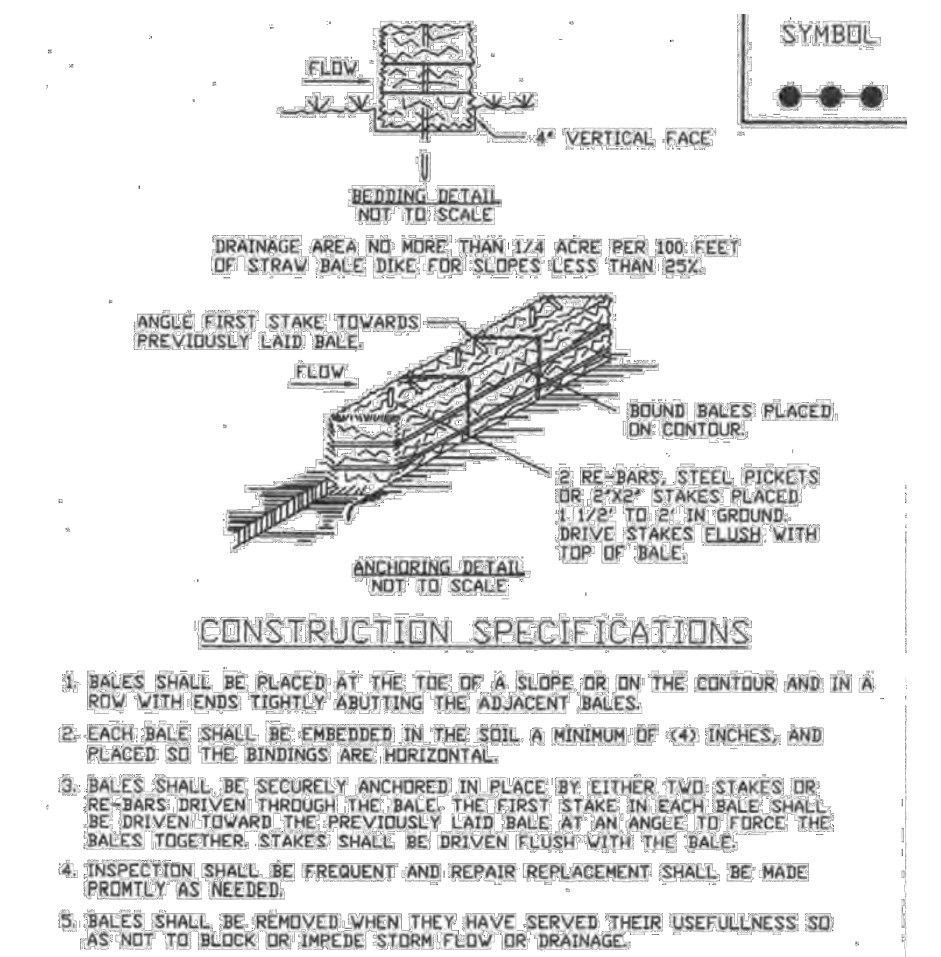 SYMBOL
FLOW
4" VERTICAL FACE
BEDDING DETAIL
NOT TO SCALE
DRAINAGE AREA NO MORE THAN 1/4 ACRE PER 100 FEET
OF STRAW BALE DIKE FOR SLOPES LESS THAN 25%.
ANGLE FIRST STAKE TOWARDS
PREVIOUSLY LAID BALE.
FLOW
BOUND BALES PLACED
ON CONTOUR.
2 RE-BARS, STEEL PICKETS
OR 2"X2" STAKES PLACED
1 1/2' TO 2' IN GROUND.
DRIVE STAKES FLUSH WITH
TOP OF BALE.
ANCHORING DETAIL
NOT TO SCALE
CONSTRUCTION SPECIFICATIONS
1. BALES SHALL BE PLACED AT THE TOE OF A SLOPE OR ON THE CONTOUR AND IN A
ROW WITH ENDS TIGHTLY ABUTTING THE ADJACENT BALES.
2. EACH BALE SHALL BE EMBEDDED IN THE SOIL A MINIMUM OF (4) INCHES, AND
PLACED SO THE BINDINGS ARE HORIZONTAL.
3. BALES SHALL BE SECURELY ANCHORED IN PLACE BY EITHER TWO STAKES OR
RE-BARS DRIVEN THROUGH THE BALE. THE FIRST STAKE IN EACH BALE SHALL
BE DRIVEN TOWARD THE PREVIOUSLY LAID BALE AT AN ANGLE TO FORCE THE
BALES TOGETHER. STAKES SHALL BE DRIVEN FLUSH WITH THE BALE.
4. INSPECTION SHALL BE FREQUENT AND REPAIR REPLACEMENT SHALL BE MADE
PROMTLY AS NEEDED.
5. BALES SHALL BE REMOVED WHEN THEY HAVE SERVED THEIR USEFULLNESS SO
AS NOT TO BLOCK OR IMPEDE STORM FLOW OR DRAINAGE.